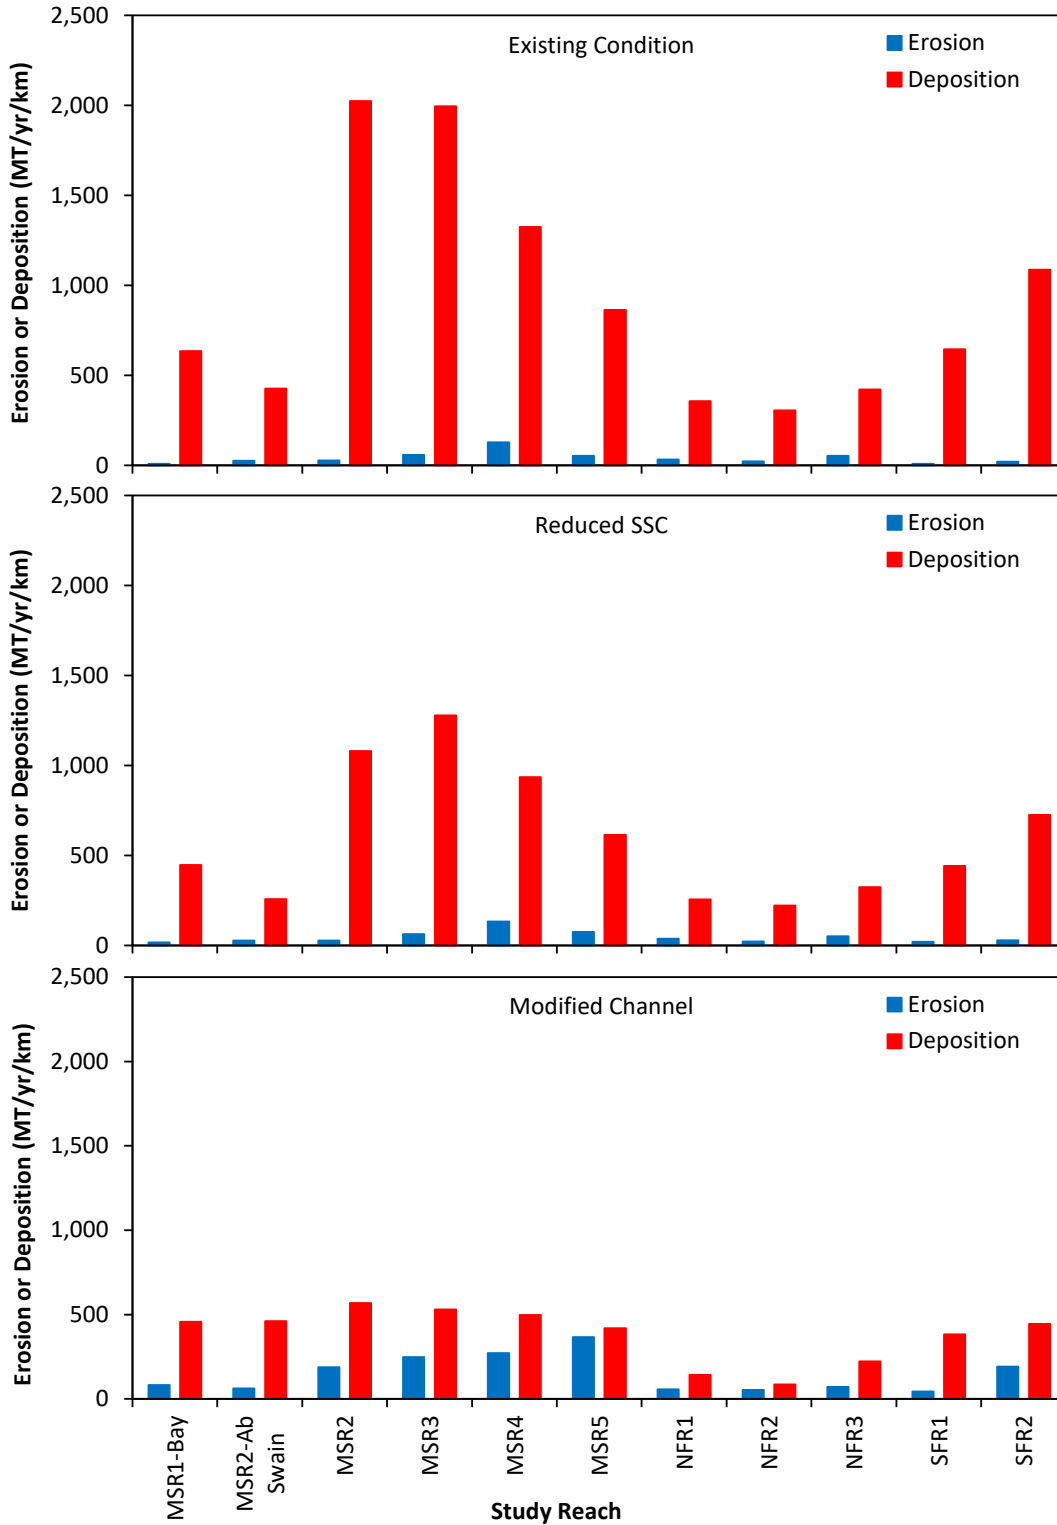 Existing Condition
Erosion
Deposition
Erosion or Deposition (MT/yr/km)
2,500
2,000
1,500
1,000
500
0
Reduced SSC
Erosion
Deposition
Erosion or Deposition (MT/yr/km)
2,500
2,000
1,500
1,000
500
0
Modified Channel
Erosion
Deposition
Erosion or Deposition (MT/yr/km)
2,500
2,000
1,500
1,000
500
0
MSR1-Bay
MSR2-Ab
Swain
MSR2
MSR3
MSR4
MSR5
NFR1
NFR2
NFR3
SFR1
SFR2
Study Reach